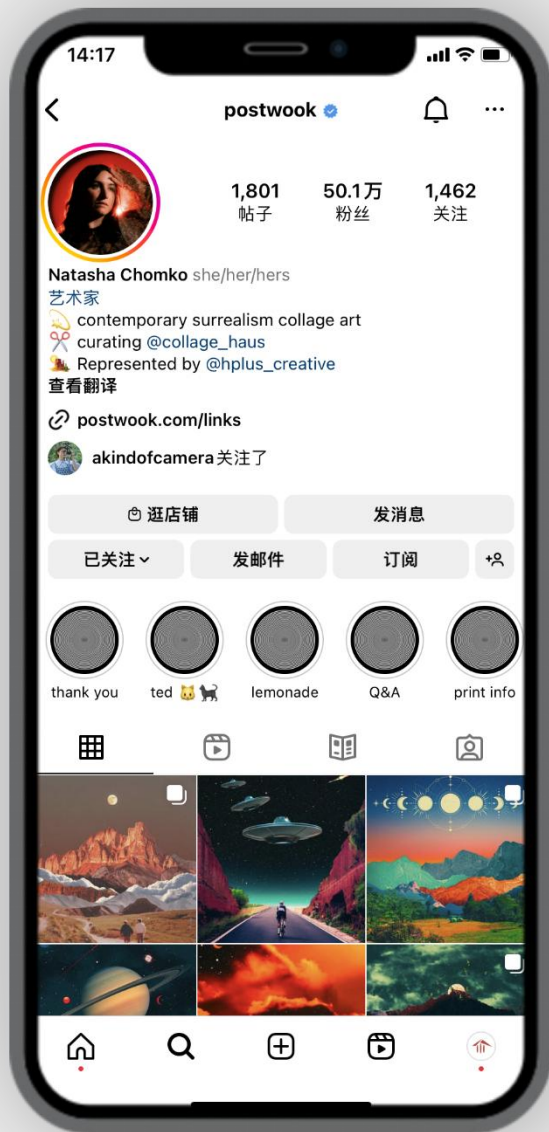 14:17
postwook
1,801 50.1万 1,462
帖子 粉丝 关注
Natasha Chomko she/her/hers
艺术家
contemporary surrealism collage art
curating @collage_haus
Represented by @hplus_creative
查看翻译
postwook.com/links
akindofcamera关注了
逛店铺 发消息
已关注 发邮件 订阅
thank you ted 🐱🐈‍⬛ lemonade Q&A print info